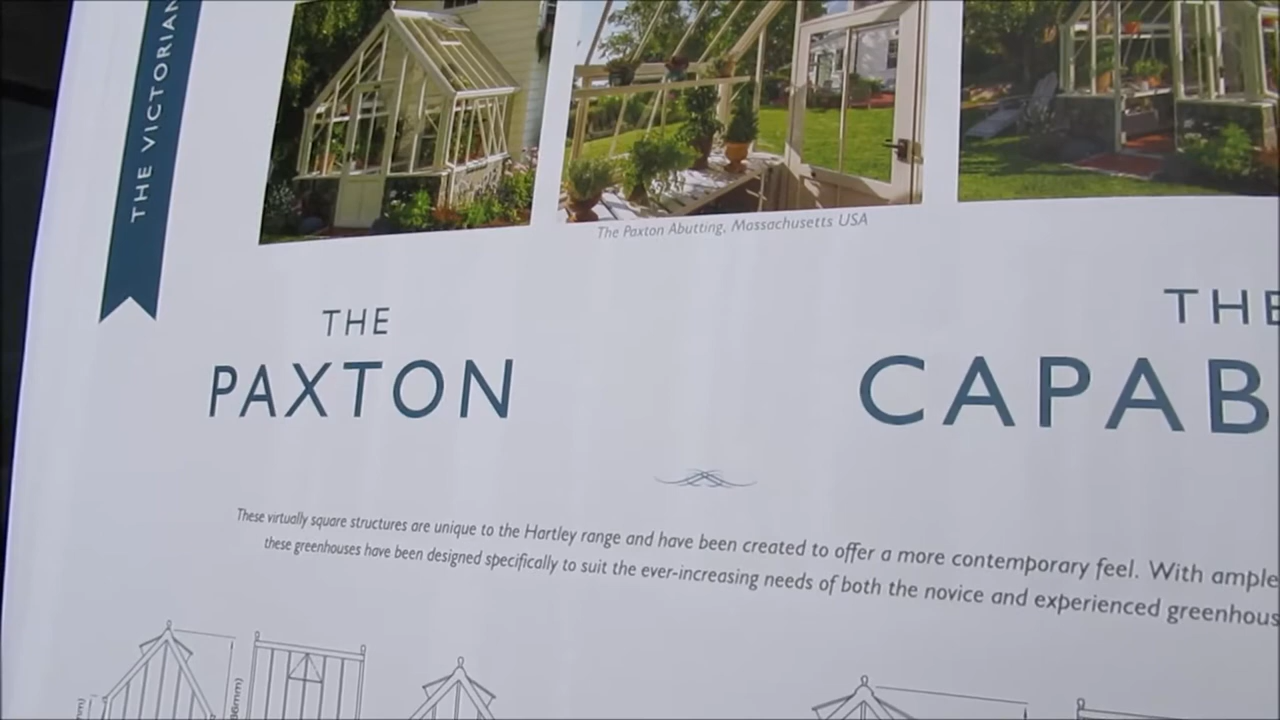 THE VICTORIAN
The Paxton Abutting, Massachusetts USA
THE
PAXTON
THE
CAPAB
These virtually square structures are unique to the Hartley range and have been created to offer a more contemporary feel. With ample
these greenhouses have been designed specifically to suit the ever-increasing needs of both the novice and experienced greenhous